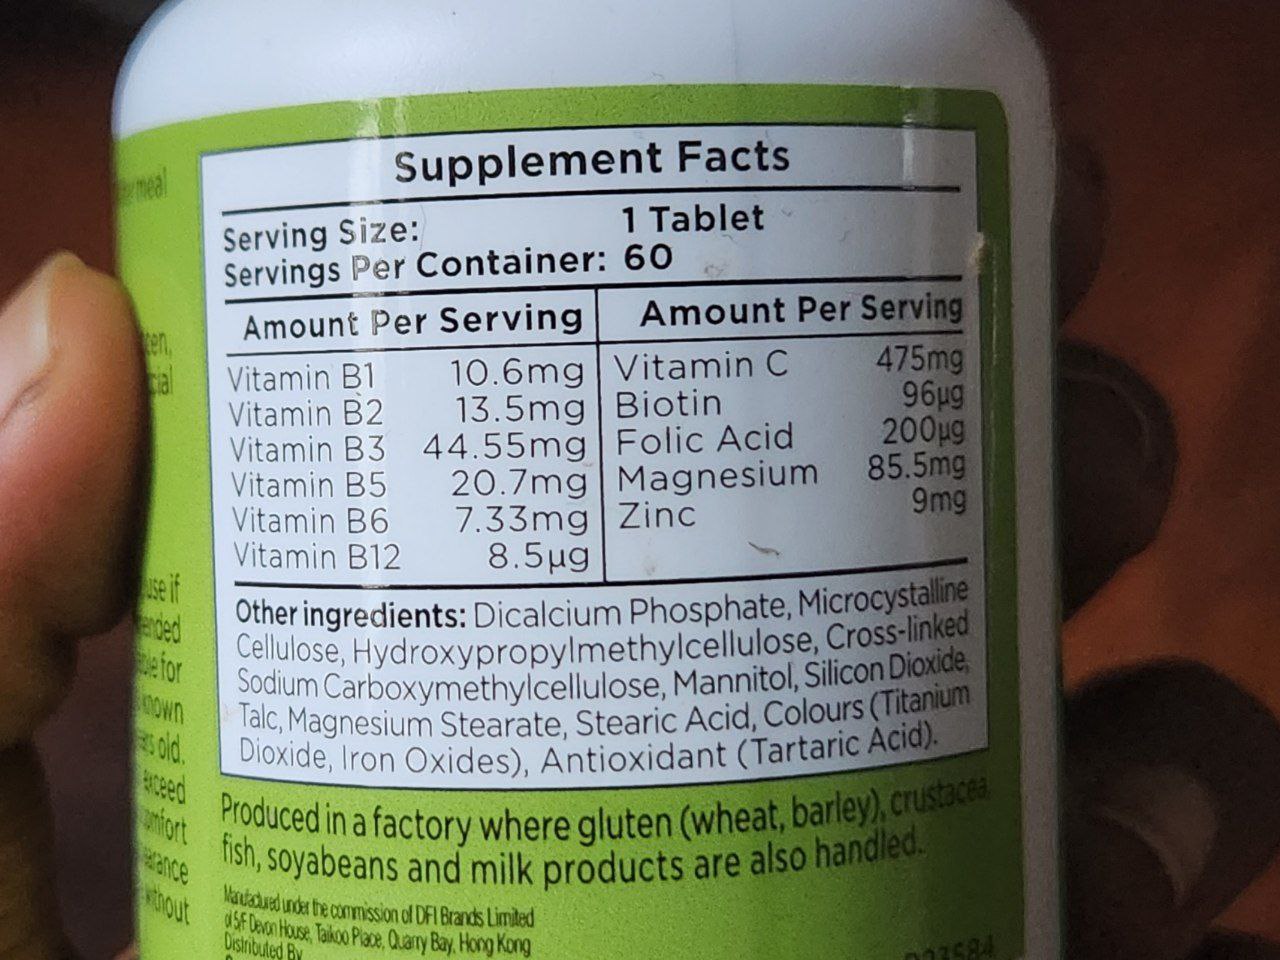 meal
Supplement Facts
Serving Size: 1 Tablet
Servings Per Container: 60
Amount Per Serving Amount Per Serving
Vitamin B1 10.6mg Vitamin C 475mg
Vitamin B2 13.5mg Biotin 96µg
Vitamin B3 44.55mg Folic Acid 200µg
Vitamin B5 20.7mg Magnesium 85.5mg
Vitamin B6 7.33mg Zinc 9mg
Vitamin B12 8.5µg
Other ingredients: Dicalcium Phosphate, Microcystalline
Cellulose, Hydroxypropylmethylcellulose, Cross-linked
Sodium Carboxymethylcellulose, Mannitol, Silicon Dioxide,
Talc, Magnesium Stearate, Stearic Acid, Colours (Titanium
Dioxide, Iron Oxides), Antioxidant (Tartaric Acid).
use if
for
old.
without
Produced in a factory where gluten (wheat, barley), crustacea,
fish, soyabeans and milk products are also handled.
Manufactured under the commission of DFI Brands Limited
of 5/F Devon House, Taikoo Place, Quarry Bay, Hong Kong
Distributed By